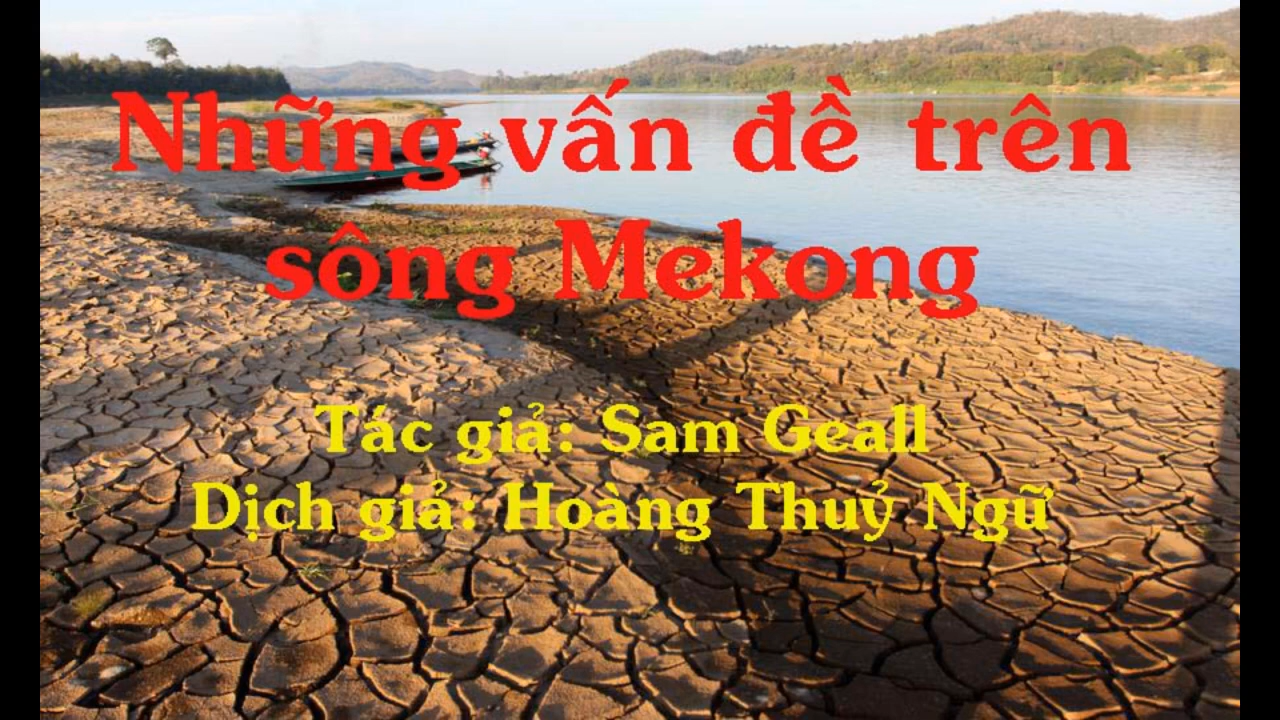 Những vấn đề trên
sông Mekong
Tác giả: Sam Geall
Dịch giả: Hoàng Thuỷ Ngữ